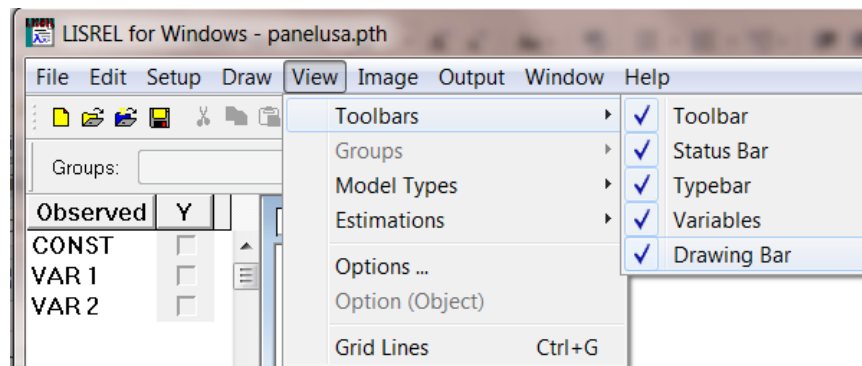 LISREL for Windows - panelusa.pth
File Edit Setup Draw View Image Output Window Help
Toolbars
Toolbar
Groups
Status Bar
Groups:
Model Types
Typebar
Observed Y
Estimations
Variables
CONST
Drawing Bar
VAR 1
Options ...
VAR 2
Option (Object)
Grid Lines Ctrl+G